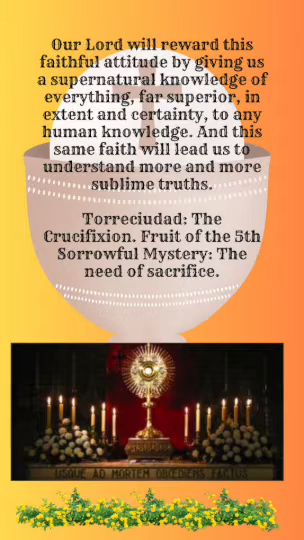 Our Lord will reward this
faithful attitude by giving us
a supernatural knowledge of
everything, far superior, in
extent and certainty, to any
human knowledge. And this
same faith will lead us to
understand more and more
sublime truths.
Torreciudad: The
Crucifixion. Fruit of the 5th
Sorrowful Mystery: The
need of sacrifice.
USQUE AD MORTEM OBEDIENS FACTUS